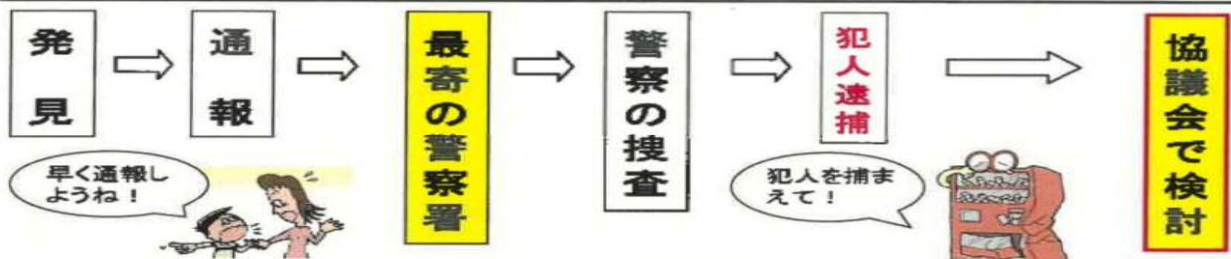 発見
通報
最寄の警察署
警察の捜査
犯人逮捕
協議会で検討
早く通報し
ようね！
犯人を捕ま
えて！